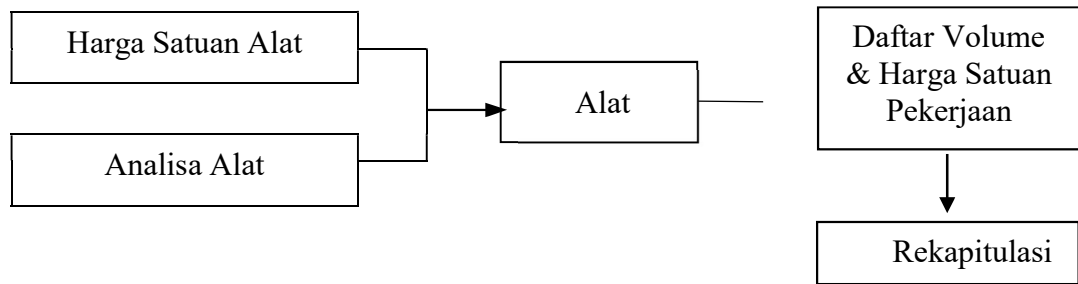 Harga Satuan Alat
Analisa Alat
Alat
Daftar Volume
& Harga Satuan
Pekerjaan
Rekapitulasi